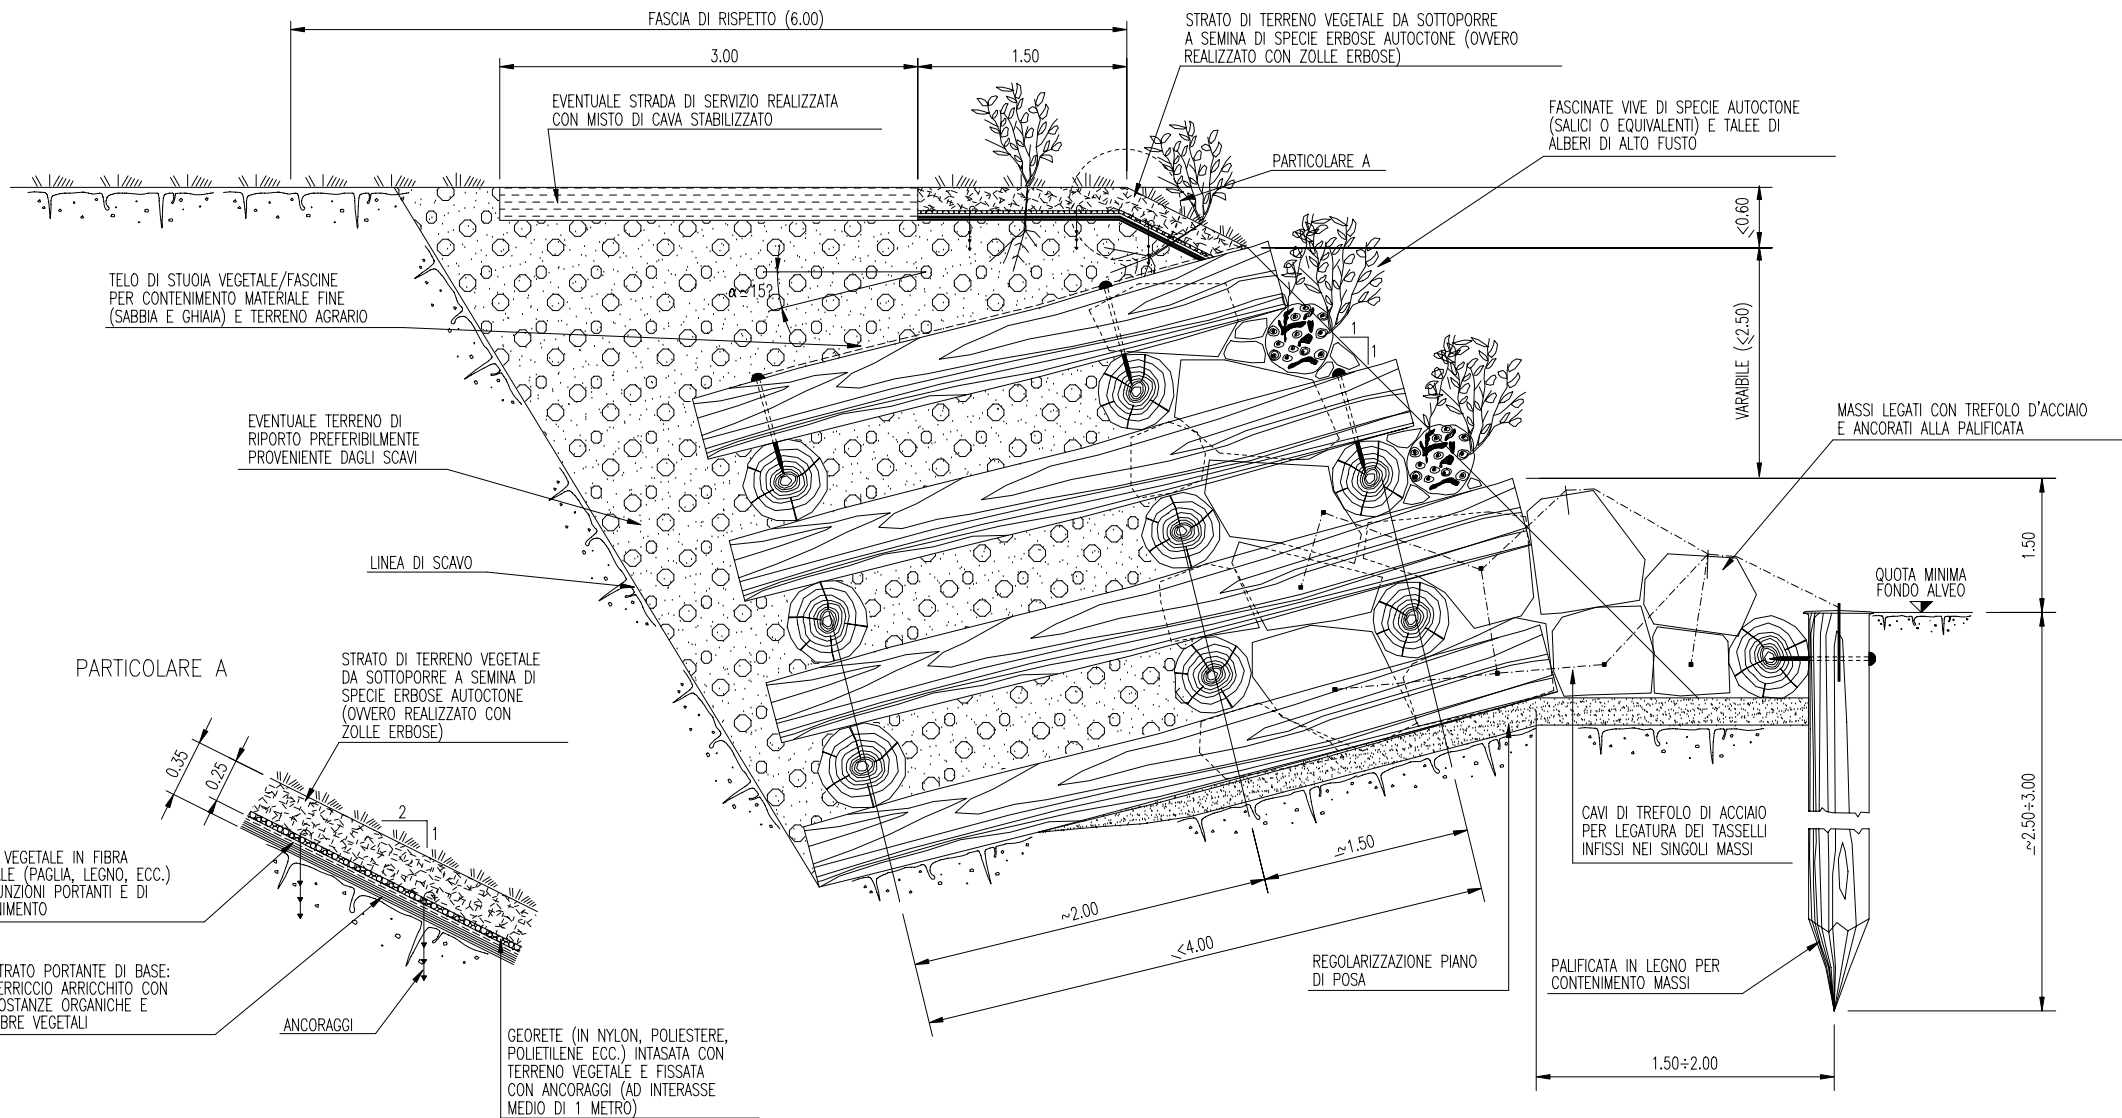 FASCIA DI RISPETTO (6.00)
3.00
1.50
STRATO DI TERRENO VEGETALE DA SOTTOPORRE
A SEMINA DI SPECIE ERBOSE AUTOCTONE (OVVERO
REALIZZATO CON ZOLLE ERBOSE)
EVENTUALE STRADA DI SERVIZIO REALIZZATA
CON MISTO DI CAVA STABILIZZATO
FASCINATE VIVE DI SPECIE AUTOCTONE
(SALICI O EQUIVALENTI) E TALEE DI
ALBERI DI ALTO FUSTO
PARTICOLARE A
≤0.60
TELO DI STUOIA VEGETALE/FASCINE
PER CONTENIMENTO MATERIALE FINE
(SABBIA E GHIAIA) E TERRENO AGRARIO
α~15?
1
1
VARAIBILE (≤2.50)
EVENTUALE TERRENO DI
RIPORTO PREFERIBILMENTE
PROVENIENTE DAGLI SCAVI
MASSI LEGATI CON TREFOLO D'ACCIAIO
E ANCORATI ALLA PALIFICATA
LINEA DI SCAVO
1.50
QUOTA MINIMA
FONDO ALVEO
PARTICOLARE A
STRATO DI TERRENO VEGETALE
DA SOTTOPORRE A SEMINA DI
SPECIE ERBOSE AUTOCTONE
(OVVERO REALIZZATO CON
ZOLLE ERBOSE)
0.35
0.25
2
1
VEGETALE IN FIBRA
ALE (PAGLIA, LEGNO, ECC.)
UNZIONI PORTANTI E DI
NIMENTO
TRATO PORTANTE DI BASE:
ERRICCIO ARRICCHITO CON
OSTANZE ORGANICHE E
BRE VEGETALI
ANCORAGGI
GEORETE (IN NYLON, POLIESTERE,
POLIETILENE ECC.) INTASATA CON
TERRENO VEGETALE E FISSATA
CON ANCORAGGI (AD INTERASSE
MEDIO DI 1 METRO)
~1.50
~2.00
≤4.00
CAVI DI TREFOLO DI ACCIAIO
PER LEGATURA DEI TASSELLI
INFISSI NEI SINGOLI MASSI
~2.50÷3.00
REGOLARIZZAZIONE PIANO
DI POSA
PALIFICATA IN LEGNO PER
CONTENIMENTO MASSI
1.50÷2.00